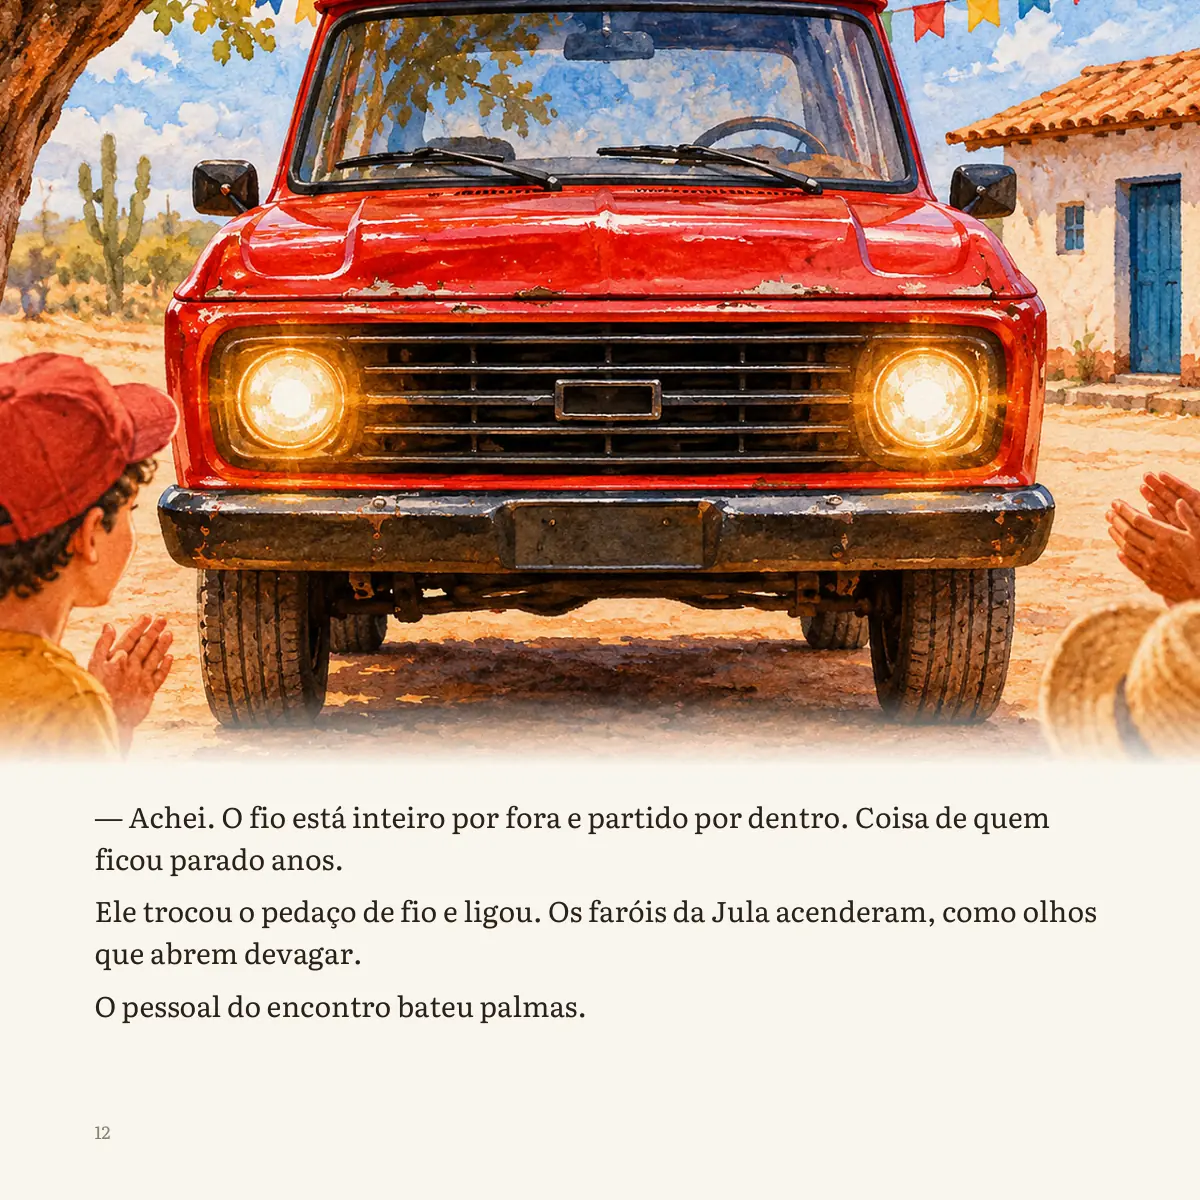 — Achei. O fio está inteiro por fora e partido por dentro. Coisa de quem
ficou parado anos.
Ele trocou o pedaço de fio e ligou. Os faróis da Jula acenderam, como olhos
que abrem devagar.
O pessoal do encontro bateu palmas.
12